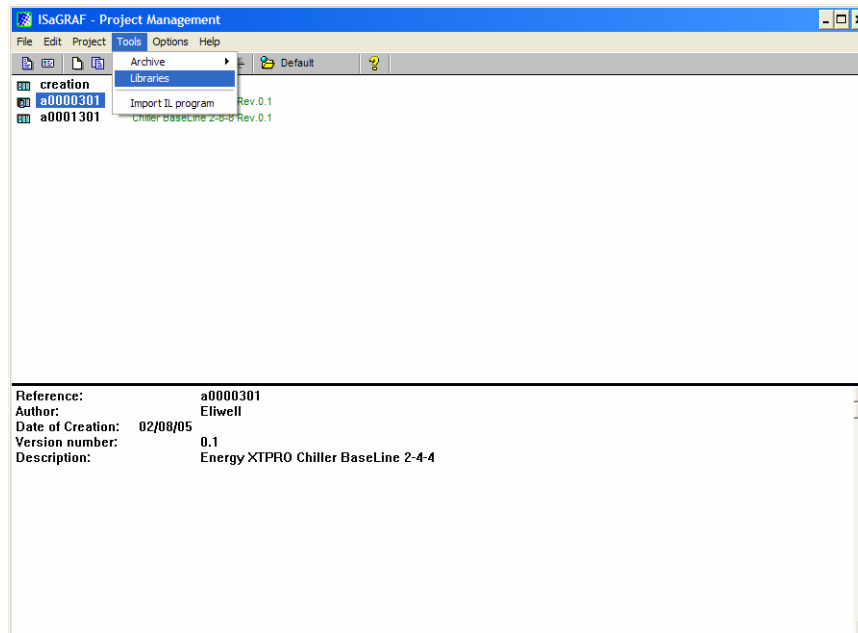 ISaGRAF - Project Management
File Edit Project Tools Options Help
Archive
Default
Libraries
Import IL program
creation
a0000301 Rev.0.1
a0001301 Chiller BaseLine 2-8-8 Rev.0.1
Reference: a0000301
Author: Eliwell
Date of Creation: 02/08/05
Version number: 0.1
Description: Energy XTPRO Chiller BaseLine 2-4-4